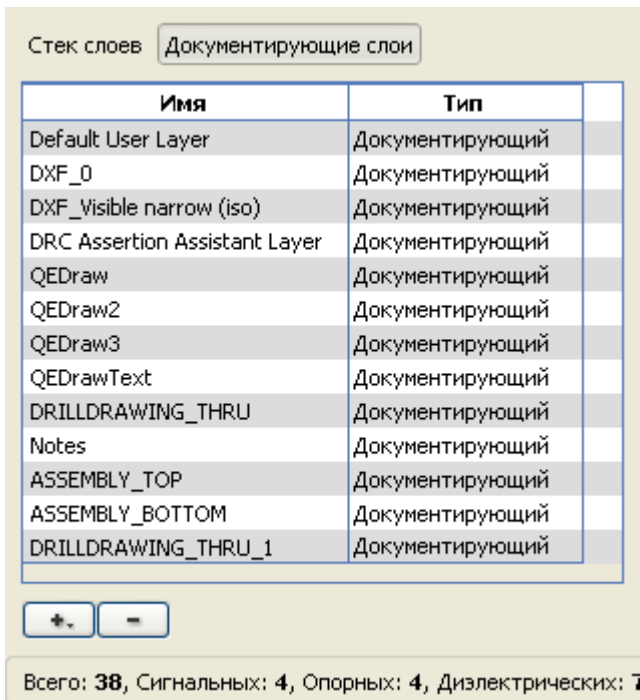 Стек слоев Документирующие слои
Имя Тип
Default User Layer Документирующий
DXF_0 Документирующий
DXF_Visible narrow (iso) Документирующий
DRC Assertion Assistant Layer Документирующий
QEDraw Документирующий
QEDraw2 Документирующий
QEDraw3 Документирующий
QEDrawText Документирующий
DRILLDRAWING_THRU Документирующий
Notes Документирующий
ASSEMBLY_TOP Документирующий
ASSEMBLY_BOTTOM Документирующий
DRILLDRAWING_THRU_1 Документирующий
+ -
Всего: 38, Сигнальных: 4, Опорных: 4, Диэлектрических: 7